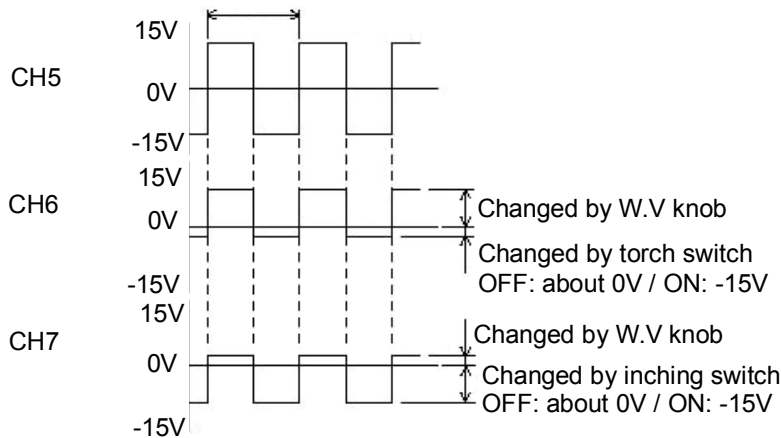 15V
CH5
0V
-15V
15V
CH6
0V
Changed by W.V knob
Changed by torch switch
OFF: about 0V / ON: -15V
-15V
15V
CH7
0V
Changed by W.V knob
Changed by inching switch
OFF: about 0V / ON: -15V
-15V